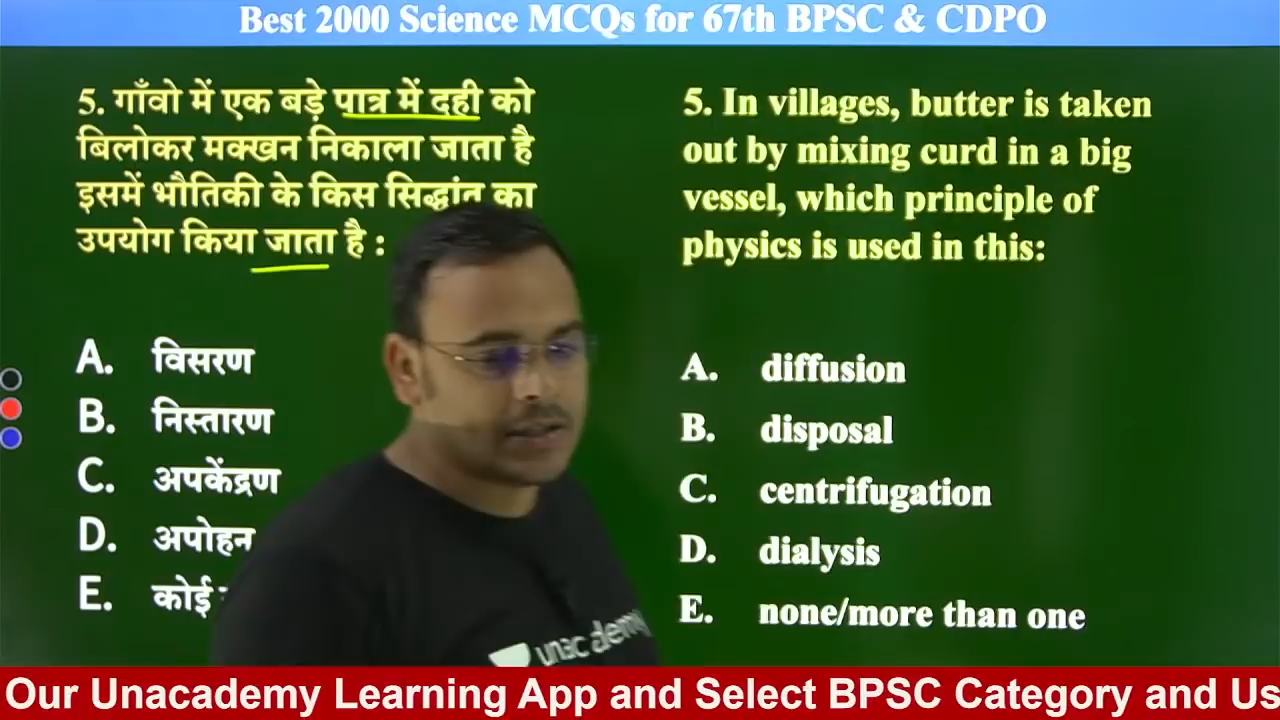 Best 2000 Science MCQs for 67th BPSC & CDPO
5. गाँवो में एक बड़े पात्र में दही को
बिलोकर मक्खन निकाला जाता है
इसमें भौतिकी के किस सिद्धांत का
उपयोग किया जाता है :
A. विसरण
B. निस्तारण
C. अपकेंद्रण
D. अपोहन
E. कोई
5. In villages, butter is taken
out by mixing curd in a big
vessel, which principle of
physics is used in this:
A. diffusion
B. disposal
C. centrifugation
D. dialysis
E. none/more than one
unacademy
Our Unacademy Learning App and Select BPSC Category and Us